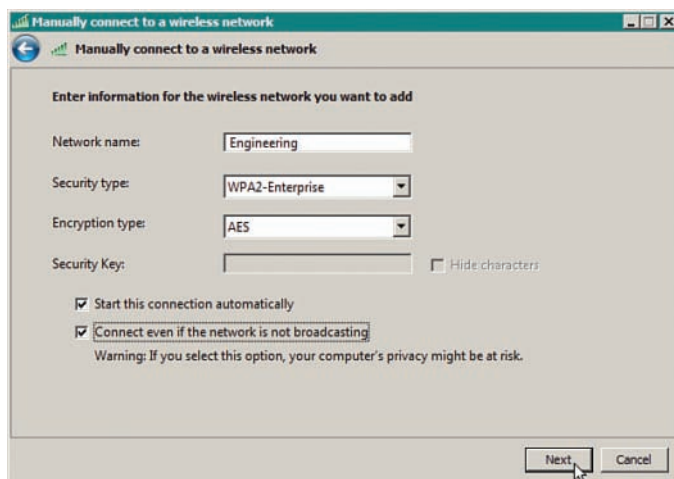 Manually connect to a wireless network
Manually connect to a wireless network
Enter information for the wireless network you want to add
Network name: Engineering
Security type: WPA2-Enterprise
Encryption type: AES
Security Key: Hide characters
Start this connection automatically
Connect even if the network is not broadcasting
Warning: If you select this option, your computer's privacy might be at risk.
Next Cancel